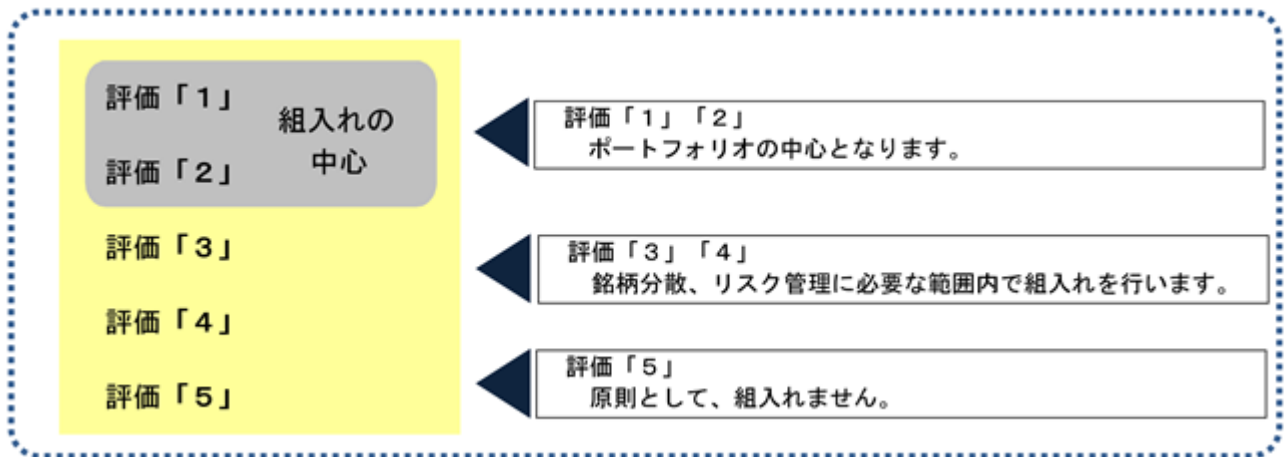 評価「１」
組入れの
中心
評価「２」
評価「３」
評価「４」
評価「５」
評価「１」「２」
ポートフォリオの中心となります。
評価「３」「４」
銘柄分散、リスク管理に必要な範囲内で組入れを行います。
評価「５」
原則として、組入れません。